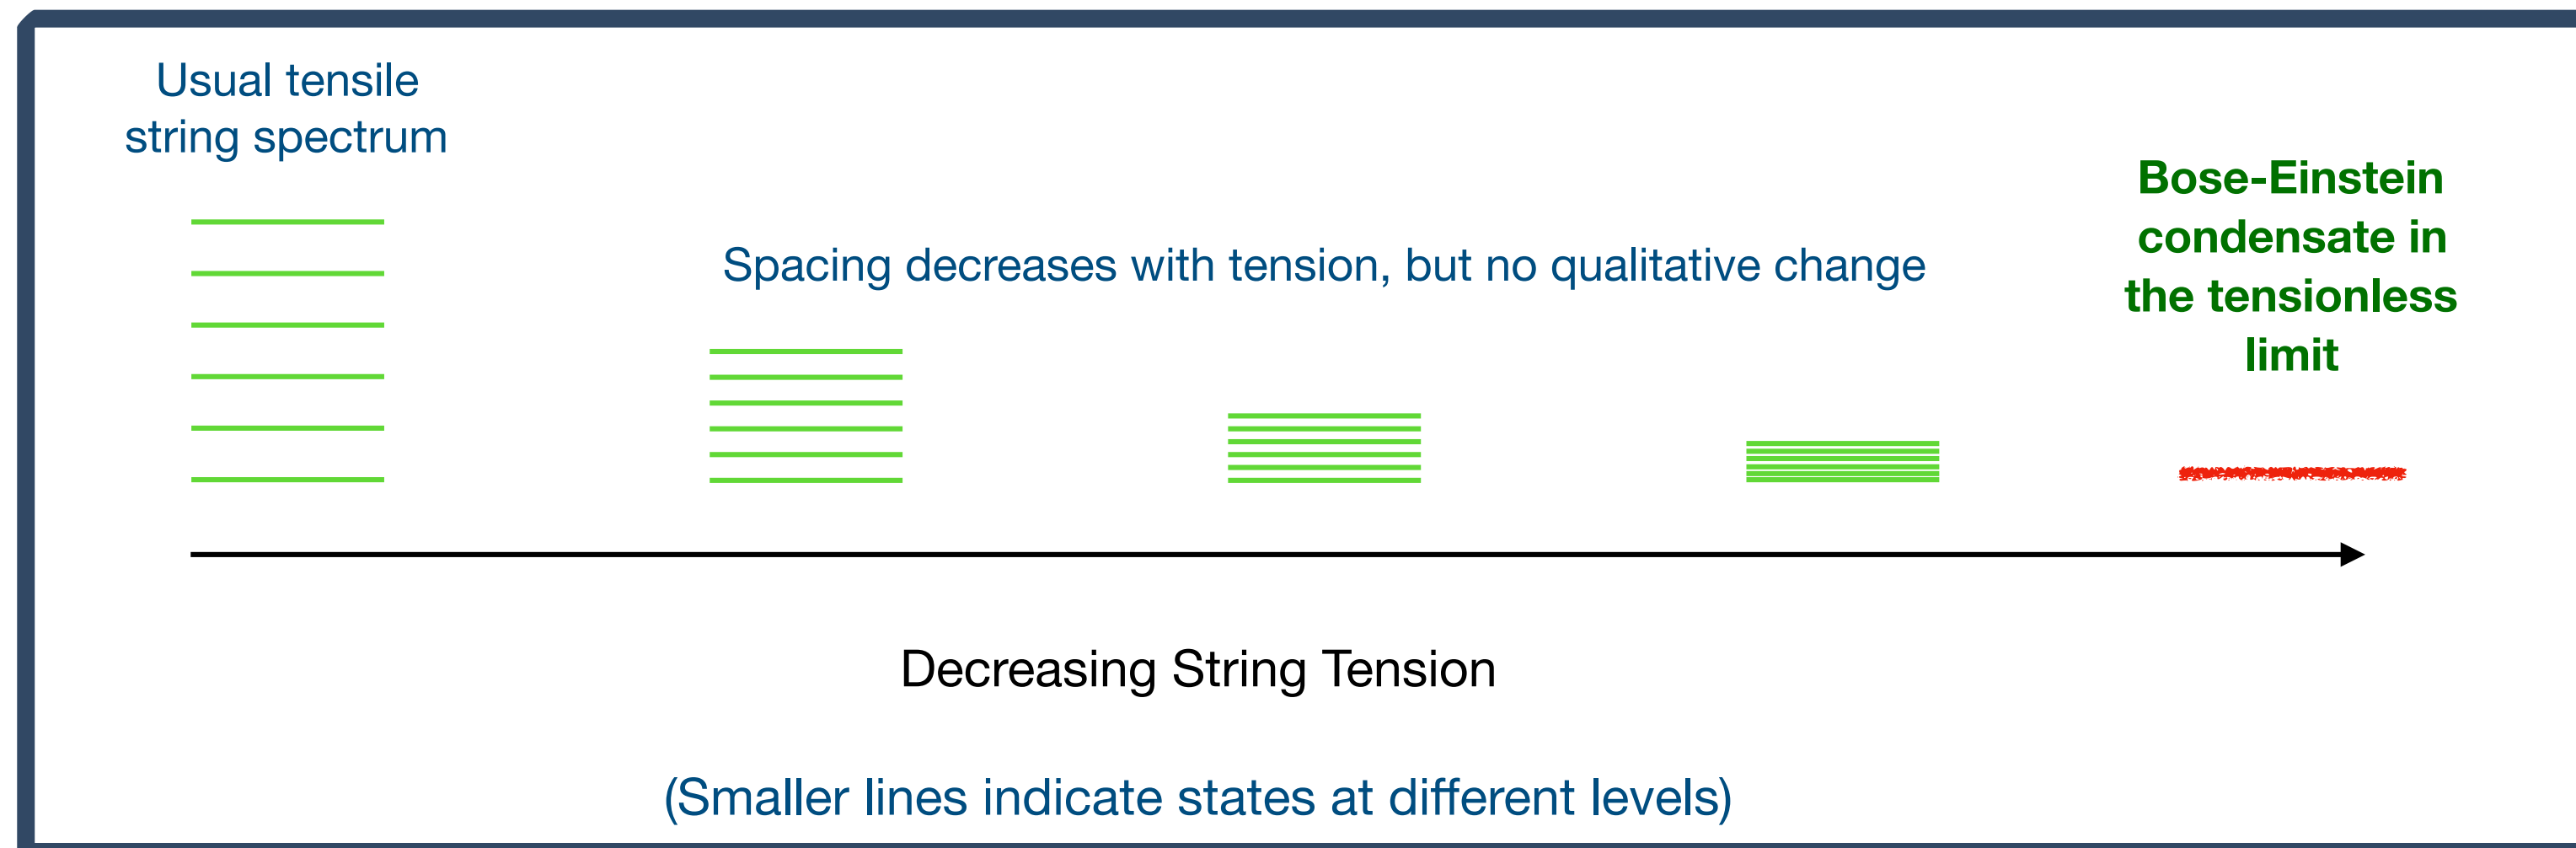 Usual tensile
string spectrum
Spacing decreases with tension, but no qualitative change
Bose-Einstein
condensate in
the tensionless
limit
Decreasing String Tension
(Smaller lines indicate states at different levels)